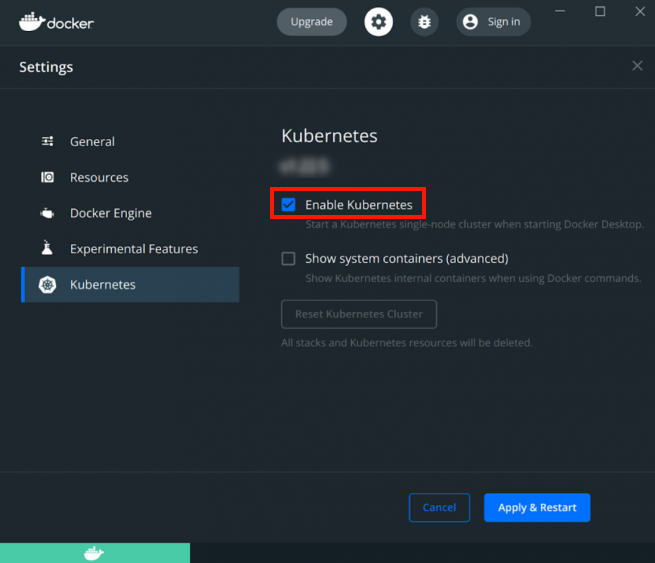 docker
Upgrade
Sign in
Settings
General
Resources
Docker Engine
Experimental Features
Kubernetes
Kubernetes
Enable Kubernetes
Start a Kubernetes single-node cluster when starting Docker Desktop.
Show system containers (advanced)
Show Kubernetes internal containers when using Docker commands.
Reset Kubernetes Cluster
All stacks and Kubernetes resources will be deleted.
Cancel
Apply & Restart